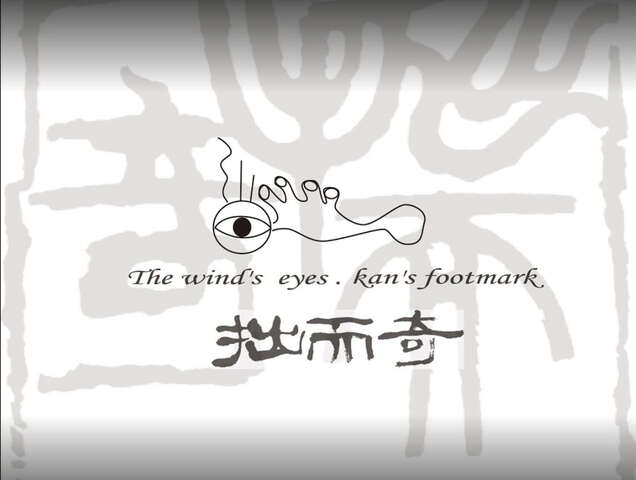 The wind's eyes . kan's footmark
拙而奇